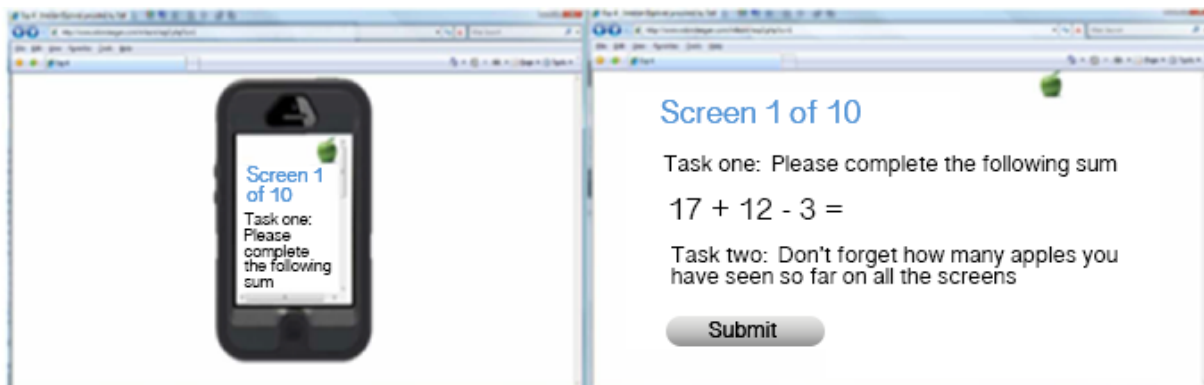 Screen 1
of 10
Task one:
Please
complete
the following
sum
Screen 1 of 10
Task one: Please complete the following sum
17 + 12 - 3 =
Task two: Don't forget how many apples you
have seen so far on all the screens
Submit